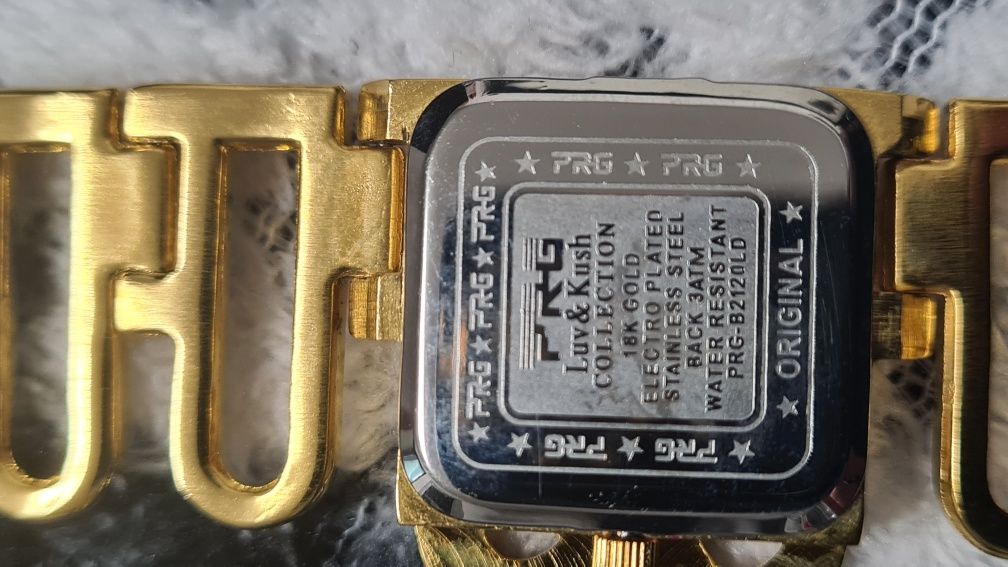 ★ PRG ★ PRG ★
★ PRG ★ PRG ★ PRG ★
PRG
Luv&Kush
COLLECTION
18K GOLD
ELECTRO PLATED
STAINLESS STEEL
BACK 3ATM
WATER RESISTANT
PRG-B2120LD
★ ORIGINAL ★
★ PRG ★ PRG ★